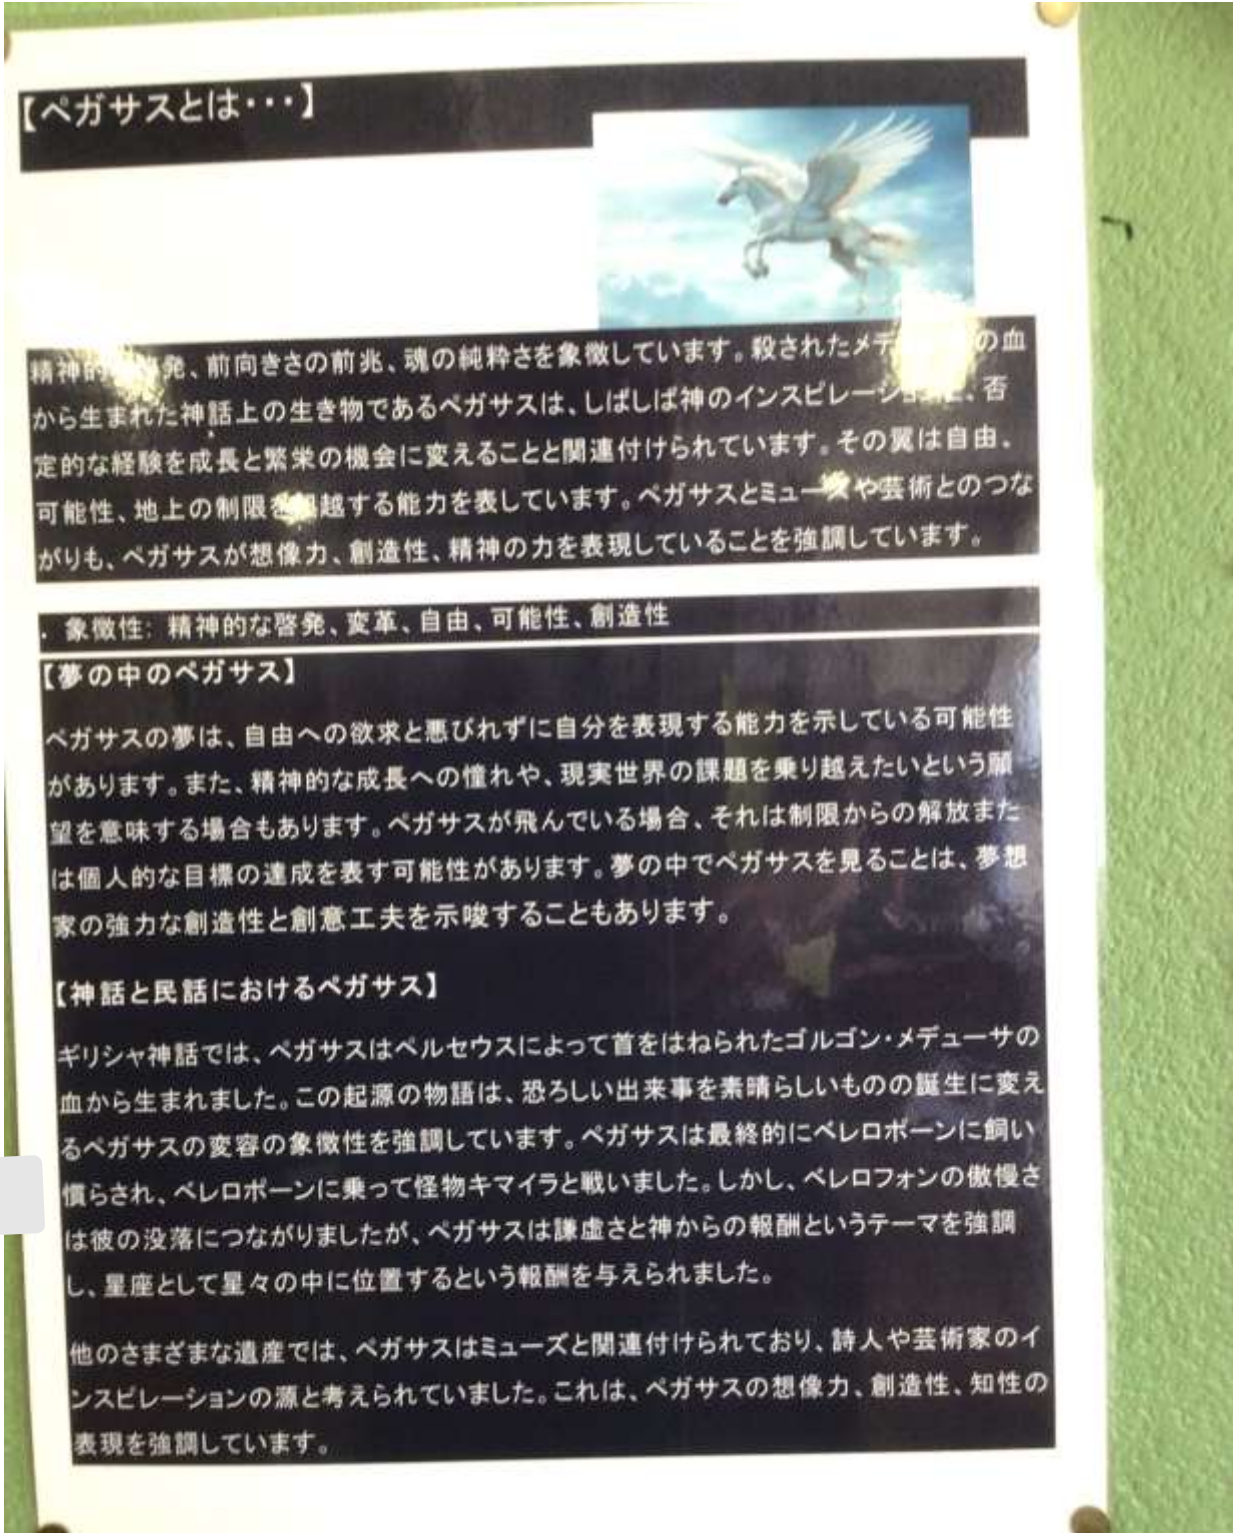 【ペガサスとは・・・】
精神的 発、前向きさの前兆、魂の純粋さを象徴しています。殺されたメデ の血
から生まれた神話上の生き物であるペガサスは、しばしば神のインスピレーショ 、否
定的な経験を成長と繁栄の機会に変えることと関連付けられています。その翼は自由、
可能性、地上の制限 越する能力を表しています。ペガサスとミューズや芸術とのつな
がりも、ペガサスが想像力、創造性、精神の力を表現していることを強調しています。
・ 象徴性: 精神的な啓発、変革、自由、可能性、創造性
【夢の中のペガサス】
ペガサスの夢は、自由への欲求と悪びれずに自分を表現する能力を示している可能性
があります。また、精神的な成長への憧れや、現実世界の課題を乗り越えたいという願
望を意味する場合もあります。ペガサスが飛んでいる場合、それは制限からの解放また
は個人的な目標の達成を表す可能性があります。夢の中でペガサスを見ることは、夢想
家の強力な創造性と創意工夫を示唆することもあります。
【神話と民話におけるペガサス】
ギリシャ神話では、ペガサスはペルセウスによって首をはねられたゴルゴン・メデューサの
血から生まれました。この起源の物語は、恐ろしい出来事を素晴らしいものの誕生に変え
るペガサスの変容の象徴性を強調しています。ペガサスは最終的にベレロポーンに飼い
慣らされ、ベレロポーンに乗って怪物キマイラと戦いました。しかし、ベレロフォンの傲慢さ
は彼の没落につながりましたが、ペガサスは謙虚さと神からの報酬というテーマを強調
し、星座として星々の中に位置するという報酬を与えられました。
他のさまざまな遺産では、ペガサスはミューズと関連付けられており、詩人や芸術家のイ
ンスピレーションの源と考えられていました。これは、ペガサスの想像力、創造性、知性の
表現を強調しています。